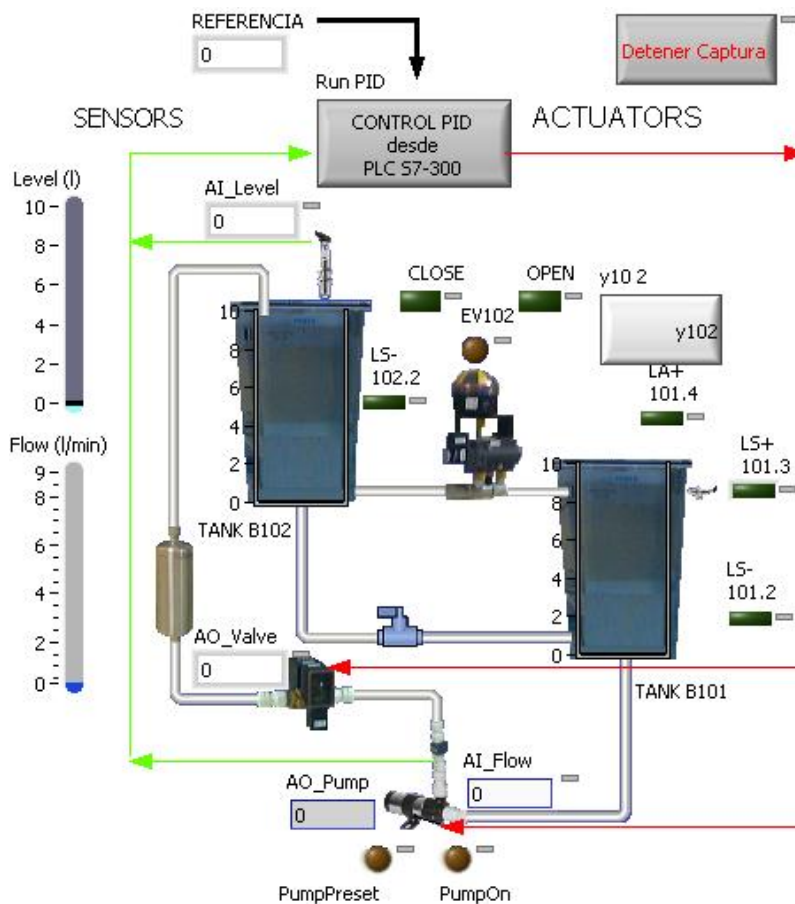 REFERENCIA
0
Detener Captura
Run PID
SENSORS
CONTROL PID
desde
PLC S7-300
ACTUATORS
Level (l)
10
8
6
4
2
0
AI_Level
0
CLOSE
OPEN
y10 2
y102
EV102
LS-
102.2
LA+
101.4
10
8
6
4
2
0
TANK B102
Flow (l/min)
9
8
6
4
2
0
LS+
101.3
10
8
6
4
2
0
LS-
101.2
TANK B101
AO_Valve
0
AO_Pump
0
AI_Flow
0
PumpPreset
PumpOn